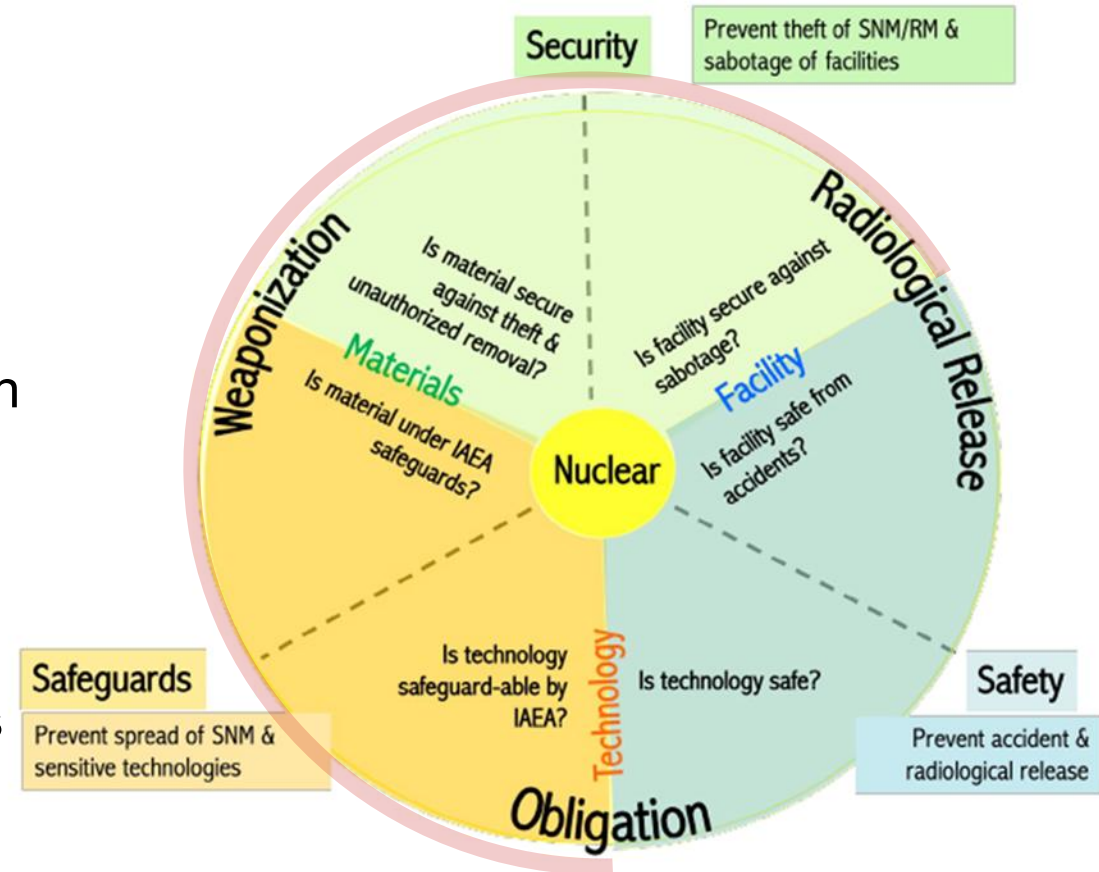 Security
Prevent theft of SNM/RM &
sabotage of facilities
Weaponization
Radiological Release
Is material secure
against theft &
unauthorized removal?
Is facility secure against
sabotage?
Materials
Facility
Is material under IAEA
safeguards?
Is facility safe from
accidents?
Nuclear
n
Safeguards
Prevent spread of SNM &
sensitive technologies
s
Is technology
safeguard-able by
IAEA?
Technology
Is technology safe?
Safety
Prevent accident &
radiological release
Obligation